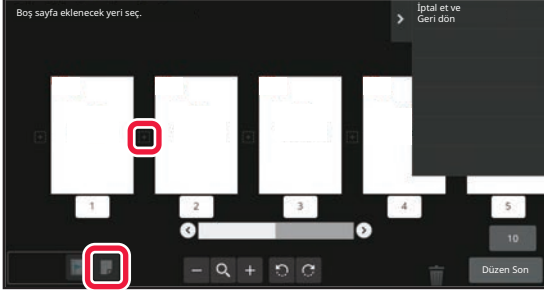 Boş sayfa eklenecek yeri seç.
İptal et ve
Geri dön
1
2
3
4
5
10
Düzen Son